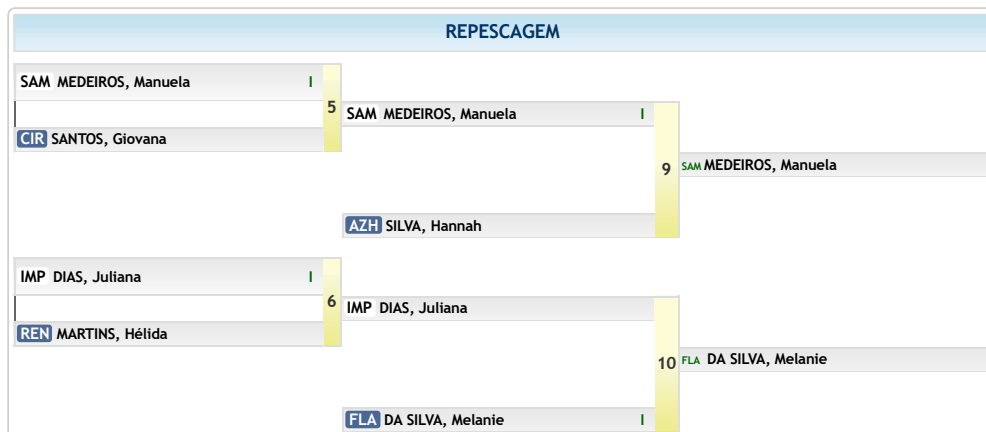 REPESCAGEM
SAM MEDEIROS, Manuela I
5
CIR SANTOS, Giovana
SAM MEDEIROS, Manuela I
9
AZH SILVA, Hannah
SAM MEDEIROS, Manuela
IMP DIAS, Juliana I
6
REN MARTINS, Hélida
IMP DIAS, Juliana
10
FLA DA SILVA, Melanie I
FLA DA SILVA, Melanie